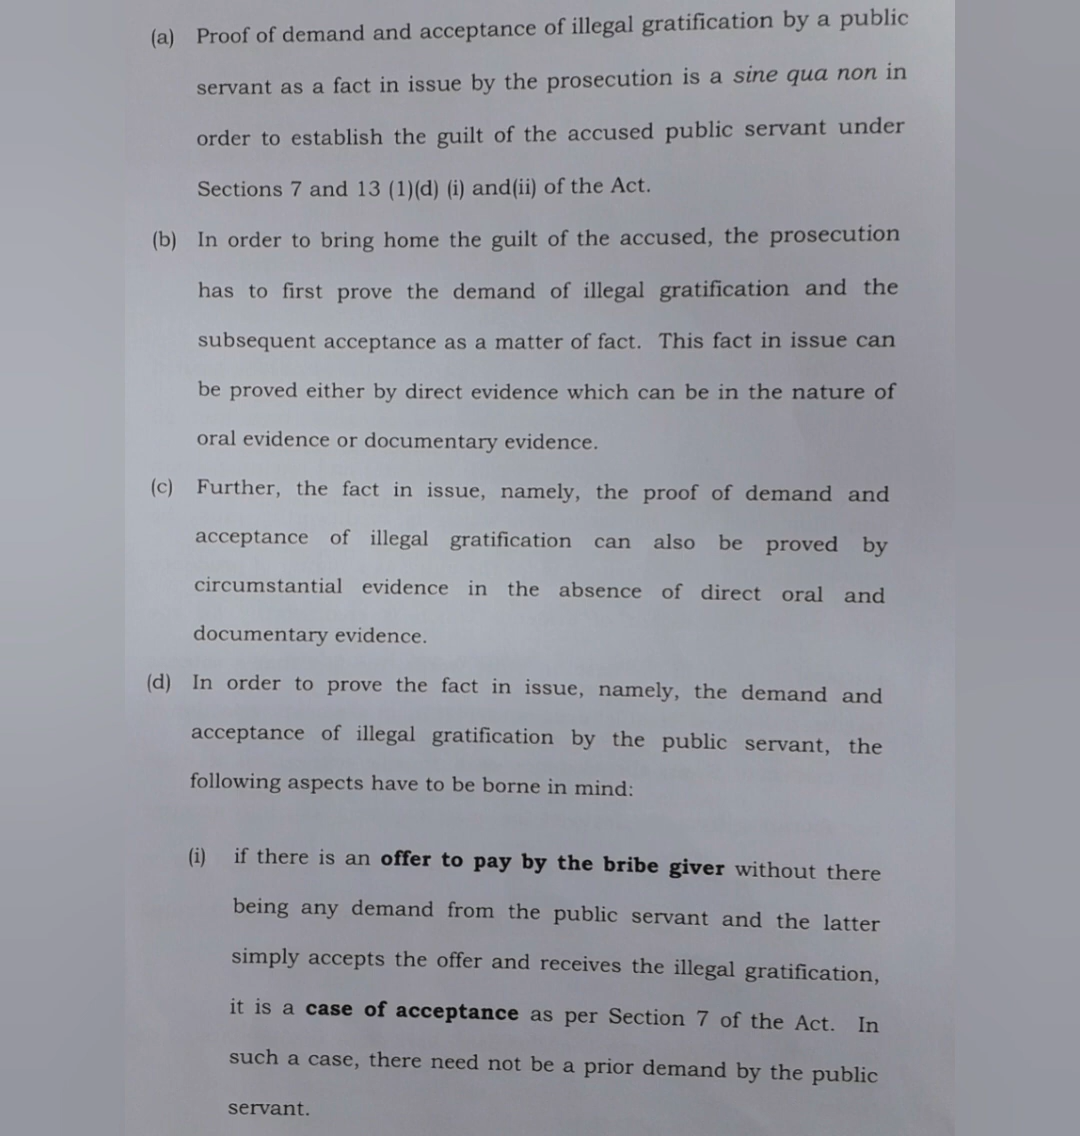 (a) Proof of demand and acceptance of illegal gratification by a public
servant as a fact in issue by the prosecution is a sine qua non in
order to establish the guilt of the accused public servant under
Sections 7 and 13 (1)(d) (i) and(ii) of the Act.
(b) In order to bring home the guilt of the accused, the prosecution
has to first prove the demand of illegal gratification and the
subsequent acceptance as a matter of fact. This fact in issue can
be proved either by direct evidence which can be in the nature of
oral evidence or documentary evidence.
(c) Further, the fact in issue, namely, the proof of demand and
acceptance of illegal gratification can also be proved by
circumstantial evidence in the absence of direct oral and
documentary evidence.
(d) In order to prove the fact in issue, namely, the demand and
acceptance of illegal gratification by the public servant, the
following aspects have to be borne in mind:
(i) if there is an offer to pay by the bribe giver without there
being any demand from the public servant and the latter
simply accepts the offer and receives the illegal gratification,
it is a case of acceptance as per Section 7 of the Act. In
such a case, there need not be a prior demand by the public
servant.